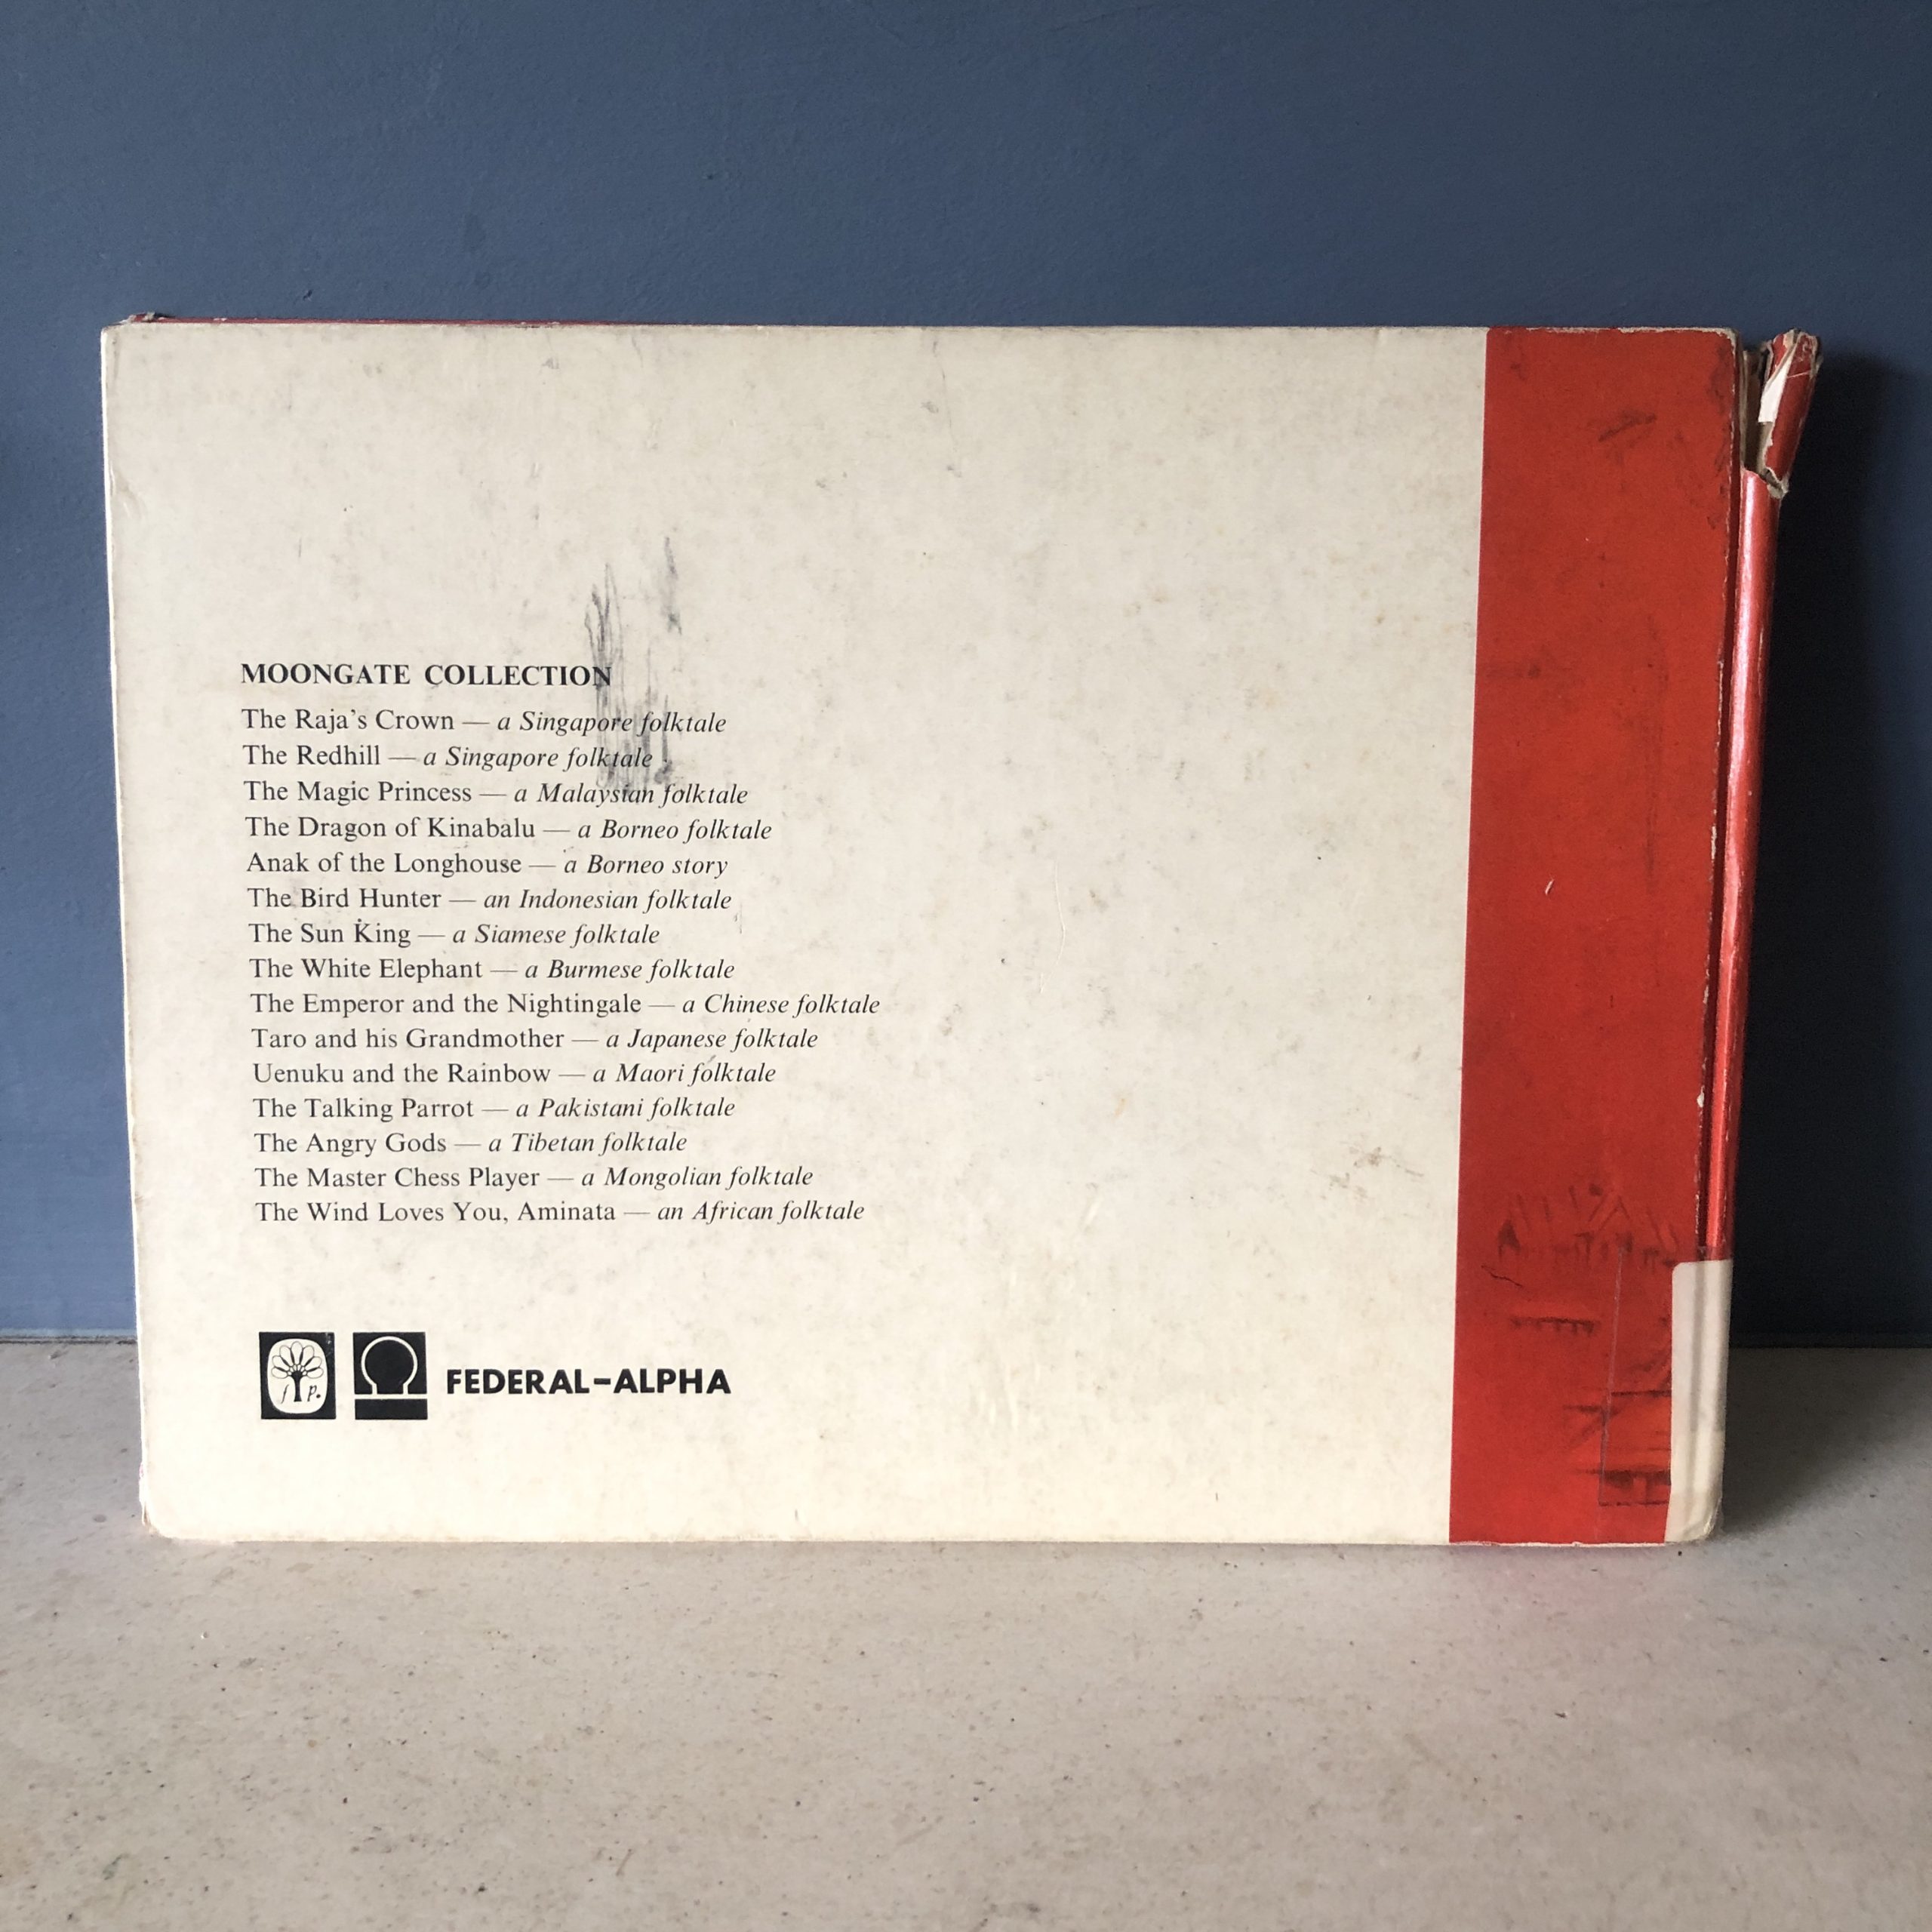 MOONGATE COLLECTION
The Raja's Crown — a Singapore folktale
The Redhill — a Singapore folktale
The Magic Princess — a Malaysian folktale
The Dragon of Kinabalu — a Borneo folktale
Anak of the Longhouse — a Borneo story
The Bird Hunter — an Indonesian folktale
The Sun King — a Siamese folktale
The White Elephant — a Burmese folktale
The Emperor and the Nightingale — a Chinese folktale
Taro and his Grandmother — a Japanese folktale
Uenuku and the Rainbow — a Maori folktale
The Talking Parrot — a Pakistani folktale
The Angry Gods — a Tibetan folktale
The Master Chess Player — a Mongolian folktale
The Wind Loves You, Aminata — an African folktale
f p.
FEDERAL-ALPHA